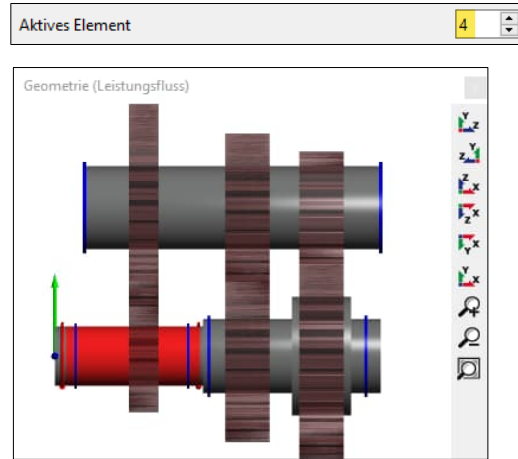 Aktives Element 4
Geometrie (Leistungsfluss)
Y Z
Z Y
Z X
Z X
Y X
Y X